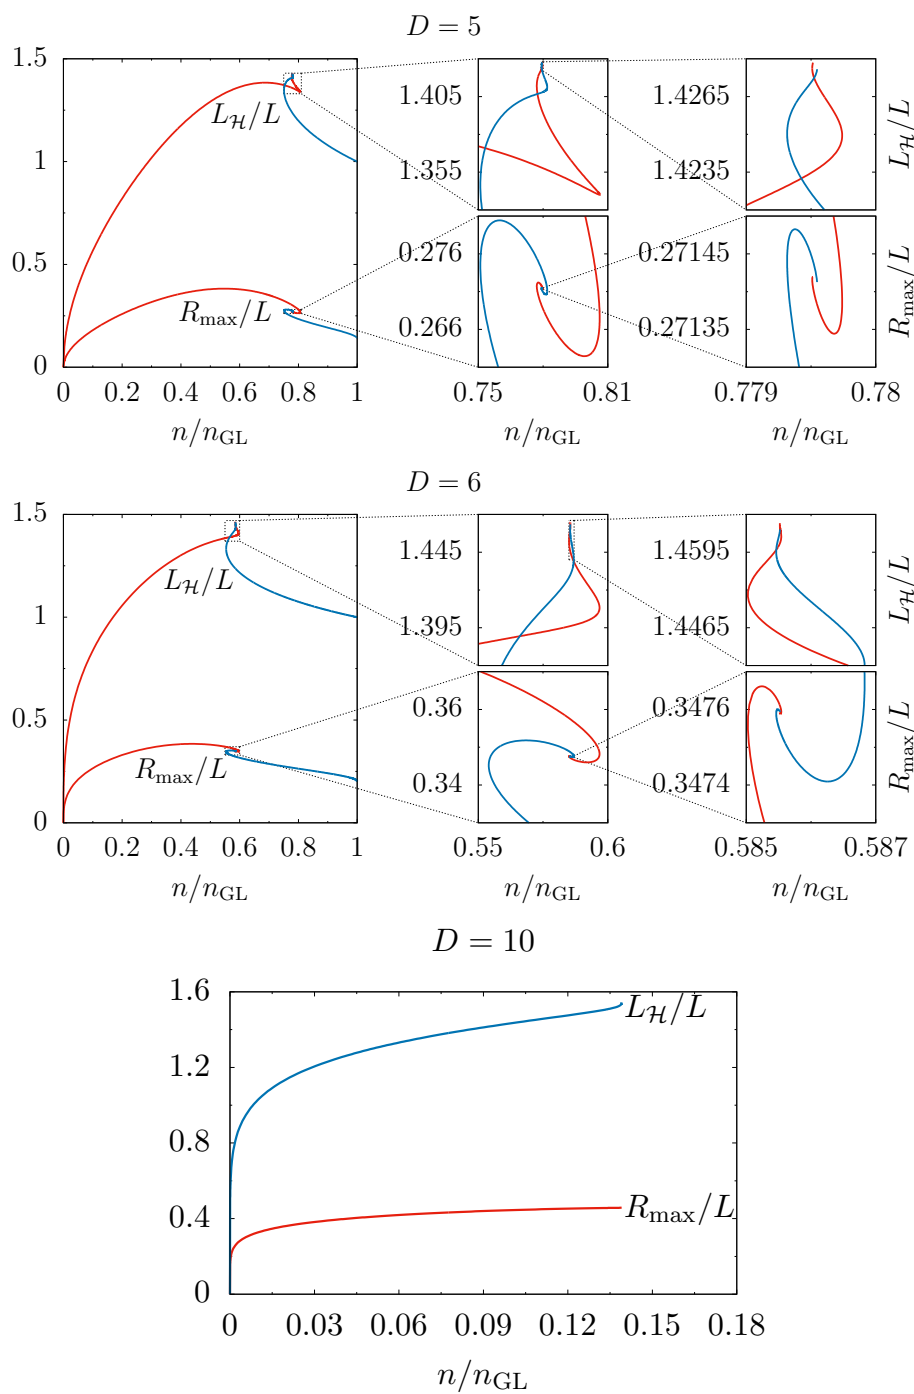 D = 5
1.5
1
0.5
0
L_ℋ/L
R_max/L
0 0.2 0.4 0.6 0.8 1
n/n_GL
1.405
1.355
0.276
0.266
0.75 0.81
n/n_GL
1.4265
1.4235
L_ℋ/L
0.27145
0.27135
R_max/L
0.779 0.78
n/n_GL
D = 6
1.5
1
0.5
0
L_ℋ/L
R_max/L
0 0.2 0.4 0.6 0.8 1
n/n_GL
1.445
1.395
0.36
0.34
0.55 0.6
n/n_GL
1.4595
1.4465
L_ℋ/L
0.3476
0.3474
R_max/L
0.585 0.587
n/n_GL
D = 10
1.6
1.2
0.8
0.4
0
L_ℋ/L
R_max/L
0 0.03 0.06 0.09 0.12 0.15 0.18
n/n_GL